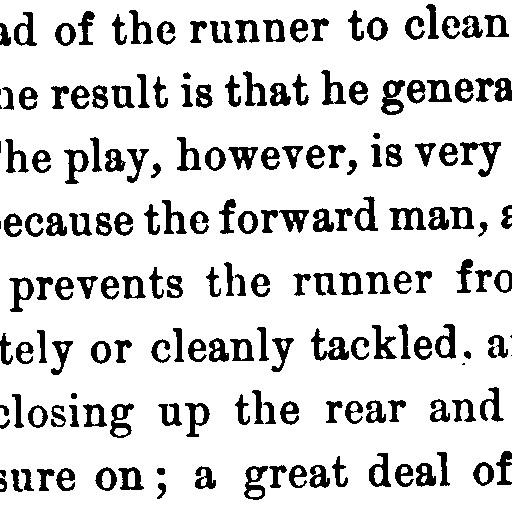 ad of the runner to clean
he result is that he genera
The play, however, is very
because the forward man, a
prevents the runner fro
tely or cleanly tackled. a
closing up the rear and
sure on; a great deal of